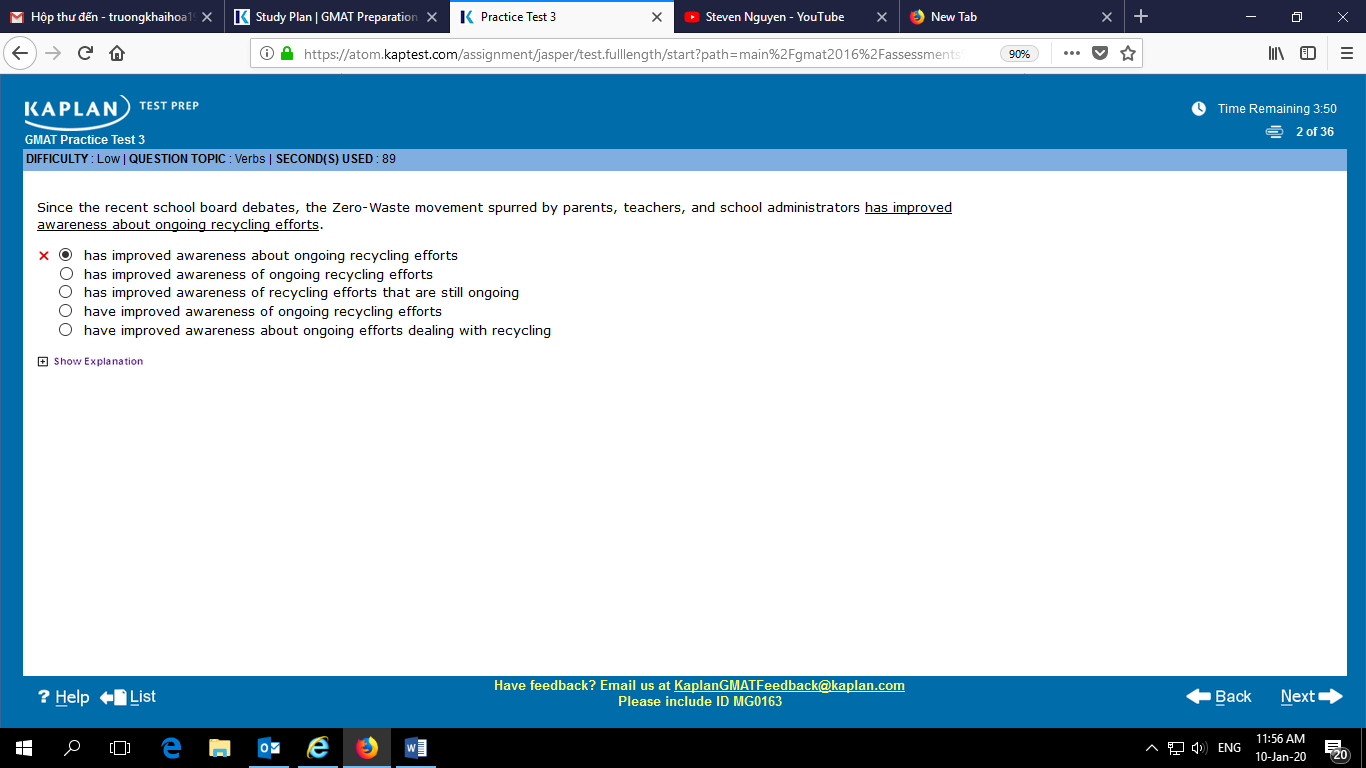 Hộp thư đến - truongkhaihoa15
Study Plan | GMAT Preparation
Practice Test 3
Steven Nguyen - YouTube
New Tab
https://atom.kaptest.com/assignment/jasper/test.fulllength/start?path=main%2Fgmat2016%2Fassessments
90%
KAPLAN TEST PREP
GMAT Practice Test 3
Time Remaining 3:50
2 of 36
DIFFICULTY : Low | QUESTION TOPIC : Verbs | SECOND(S) USED : 89
Since the recent school board debates, the Zero-Waste movement spurred by parents, teachers, and school administrators has improved
awareness about ongoing recycling efforts.
has improved awareness about ongoing recycling efforts
has improved awareness of ongoing recycling efforts
has improved awareness of recycling efforts that are still ongoing
have improved awareness of ongoing recycling efforts
have improved awareness about ongoing efforts dealing with recycling
Show Explanation
? Help
List
Have feedback? Email us at KaplanGMATFeedback@kaplan.com
Please include ID MG0163
Back
Next
ENG
11:56 AM
10-Jan-20
20